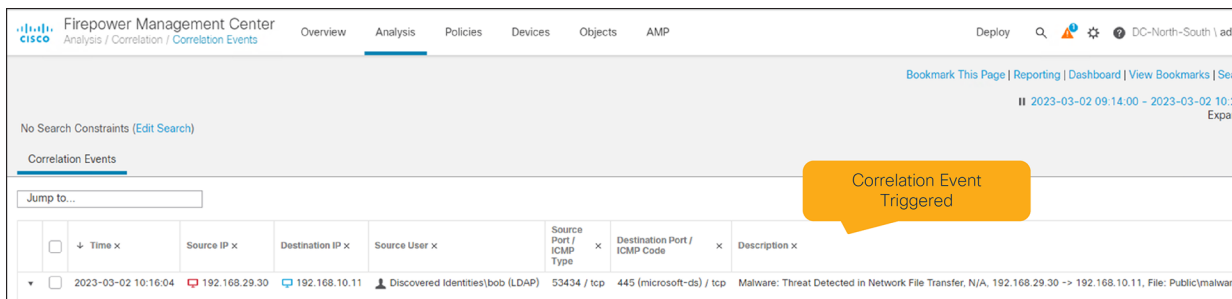 Firepower Management Center
CISCO Analysis / Correlation / Correlation Events
Overview Analysis Policies Devices Objects AMP
Deploy DC-North-South \ ad
Bookmark This Page | Reporting | Dashboard | View Bookmarks | Sea
2023-03-02 09:14:00 - 2023-03-02 10:
Expa
No Search Constraints (Edit Search)
Correlation Events
Jump to...
Correlation Event
Triggered
↓ Time × Source IP × Destination IP × Source User × Source Port / ICMP Type × Destination Port / ICMP Code × Description ×
2023-03-02 10:16:04 192.168.29.30 192.168.10.11 Discovered Identities\bob (LDAP) 53434 / tcp 445 (microsoft-ds) / tcp Malware: Threat Detected in Network File Transfer, N/A, 192.168.29.30 -> 192.168.10.11, File: Public\malwar